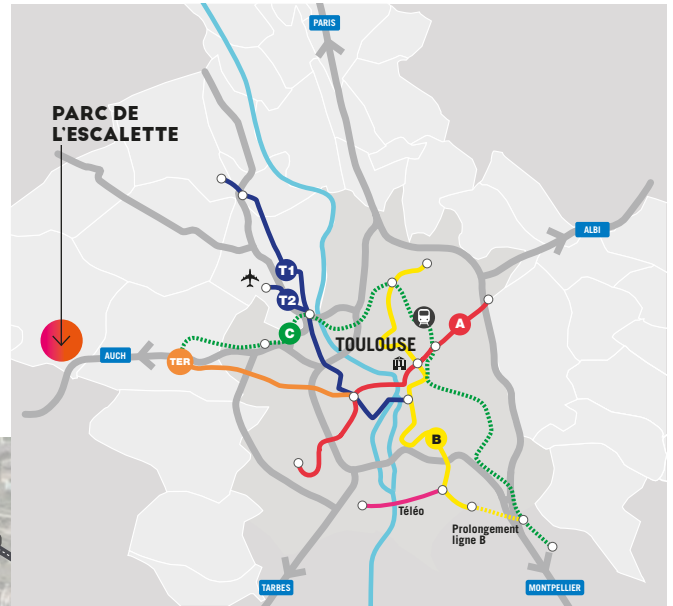 PARIS
PARC DE
L'ESCALETTE
ALBI
T1
T2
C
A
TOULOUSE
AUCH
TER
B
Téléo
Prolongement
ligne B
TARBES
MONTPELLIER